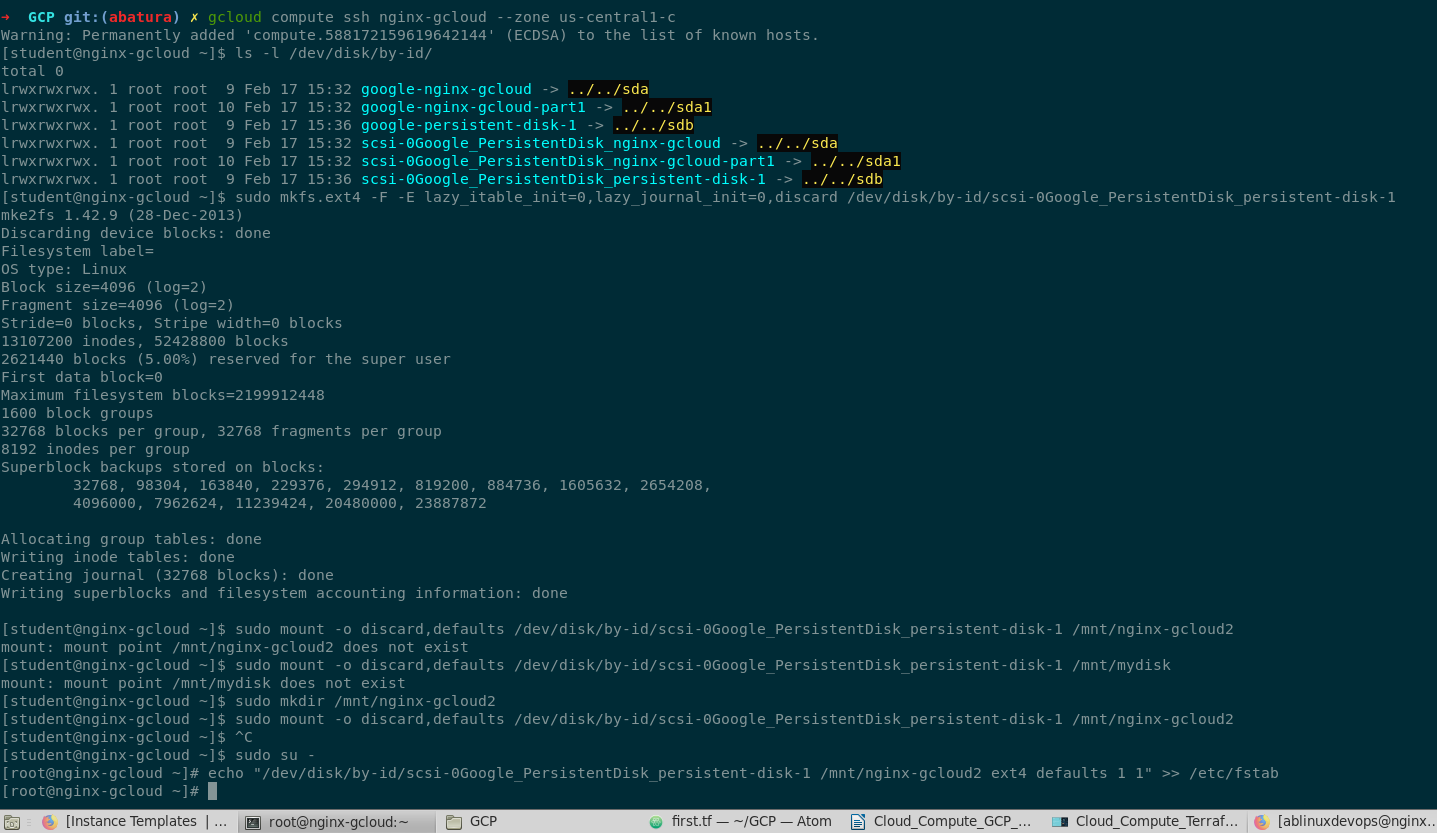 →  GCP git:(abatura) ✗ gcloud compute ssh nginx-gcloud --zone us-central1-c
Warning: Permanently added 'compute.588172159619642144' (ECDSA) to the list of known hosts.
[student@nginx-gcloud ~]$ ls -l /dev/disk/by-id/
total 0
lrwxrwxrwx. 1 root root  9 Feb 17 15:32 google-nginx-gcloud -> ../../sda
lrwxrwxrwx. 1 root root 10 Feb 17 15:32 google-nginx-gcloud-part1 -> ../../sda1
lrwxrwxrwx. 1 root root  9 Feb 17 15:36 google-persistent-disk-1 -> ../../sdb
lrwxrwxrwx. 1 root root  9 Feb 17 15:32 scsi-0Google_PersistentDisk_nginx-gcloud -> ../../sda
lrwxrwxrwx. 1 root root 10 Feb 17 15:32 scsi-0Google_PersistentDisk_nginx-gcloud-part1 -> ../../sda1
lrwxrwxrwx. 1 root root  9 Feb 17 15:36 scsi-0Google_PersistentDisk_persistent-disk-1 -> ../../sdb
[student@nginx-gcloud ~]$ sudo mkfs.ext4 -F -E lazy_itable_init=0,lazy_journal_init=0,discard /dev/disk/by-id/scsi-0Google_PersistentDisk_persistent-disk-1
mke2fs 1.42.9 (28-Dec-2013)
Discarding device blocks: done
Filesystem label=
OS type: Linux
Block size=4096 (log=2)
Fragment size=4096 (log=2)
Stride=0 blocks, Stripe width=0 blocks
13107200 inodes, 52428800 blocks
2621440 blocks (5.00%) reserved for the super user
First data block=0
Maximum filesystem blocks=2199912448
1600 block groups
32768 blocks per group, 32768 fragments per group
8192 inodes per group
Superblock backups stored on blocks:
        32768, 98304, 163840, 229376, 294912, 819200, 884736, 1605632, 2654208,
        4096000, 7962624, 11239424, 20480000, 23887872

Allocating group tables: done
Writing inode tables: done
Creating journal (32768 blocks): done
Writing superblocks and filesystem accounting information: done

[student@nginx-gcloud ~]$ sudo mount -o discard,defaults /dev/disk/by-id/scsi-0Google_PersistentDisk_persistent-disk-1 /mnt/nginx-gcloud2
mount: mount point /mnt/nginx-gcloud2 does not exist
[student@nginx-gcloud ~]$ sudo mount -o discard,defaults /dev/disk/by-id/scsi-0Google_PersistentDisk_persistent-disk-1 /mnt/mydisk
mount: mount point /mnt/mydisk does not exist
[student@nginx-gcloud ~]$ sudo mkdir /mnt/nginx-gcloud2
[student@nginx-gcloud ~]$ sudo mount -o discard,defaults /dev/disk/by-id/scsi-0Google_PersistentDisk_persistent-disk-1 /mnt/nginx-gcloud2
[student@nginx-gcloud ~]$ ^C
[student@nginx-gcloud ~]$ sudo su -
[root@nginx-gcloud ~]# echo "/dev/disk/by-id/scsi-0Google_PersistentDisk_persistent-disk-1 /mnt/nginx-gcloud2 ext4 defaults 1 1" >> /etc/fstab
[root@nginx-gcloud ~]#
[Instance Templates | ... root@nginx-gcloud:~ GCP first.tf — ~/GCP — Atom Cloud_Compute_GCP_... Cloud_Compute_Terraf... [ablinuxdevops@nginx...